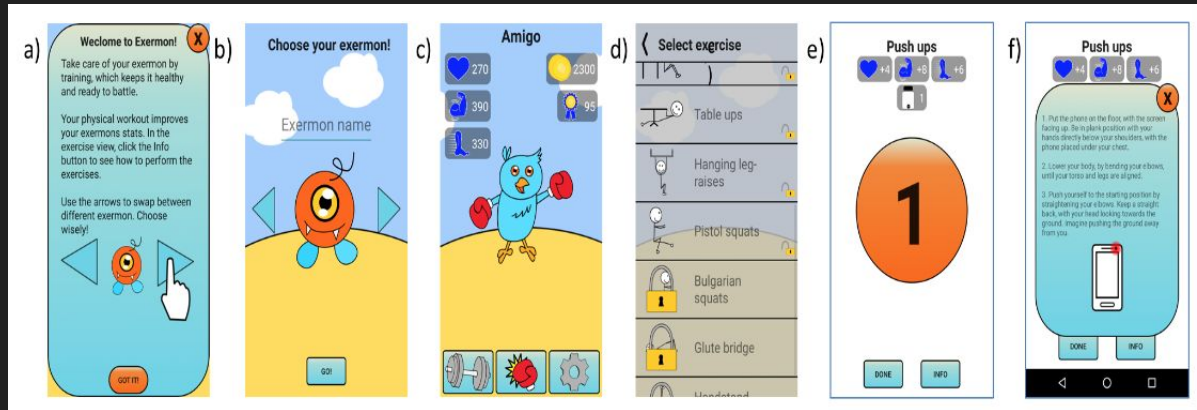 a)
Weclome to Exermon!
X
Take care of your exermon by
training, which keeps it healthy
and ready to battle.
Your physical workout improves
your exermons stats. In the
exercise view, click the Info
button to see how to perform the
exercises.
Use the arrows to swap between
different exermon. Choose
wisely!
GOT IT!
b)
Choose your exermon!
Exermon name
GO!
c)
Amigo
270
2300
390
95
330
d)
Select exercise
Table ups
Hanging leg-
raises
Pistol squats
Bulgarian
squats
Glute bridge
Handstand
e)
Push ups
+4 +8 +6
1
1
DONE INFO
f)
Push ups
+4 +8 +6
X
1. Put the phone on the floor, with the screen
facing up. Be in plank position with your
hands directly below your shoulders, with the
phone placed under your chest.
2. Lower your body, by bending your elbows,
until your torso and legs are aligned.
3. Push yourself to the starting position by
straightening your elbows. Keep a straight
back, with your head looking towards the
ground. Imagine pushing the ground away
from you.
DONE INFO